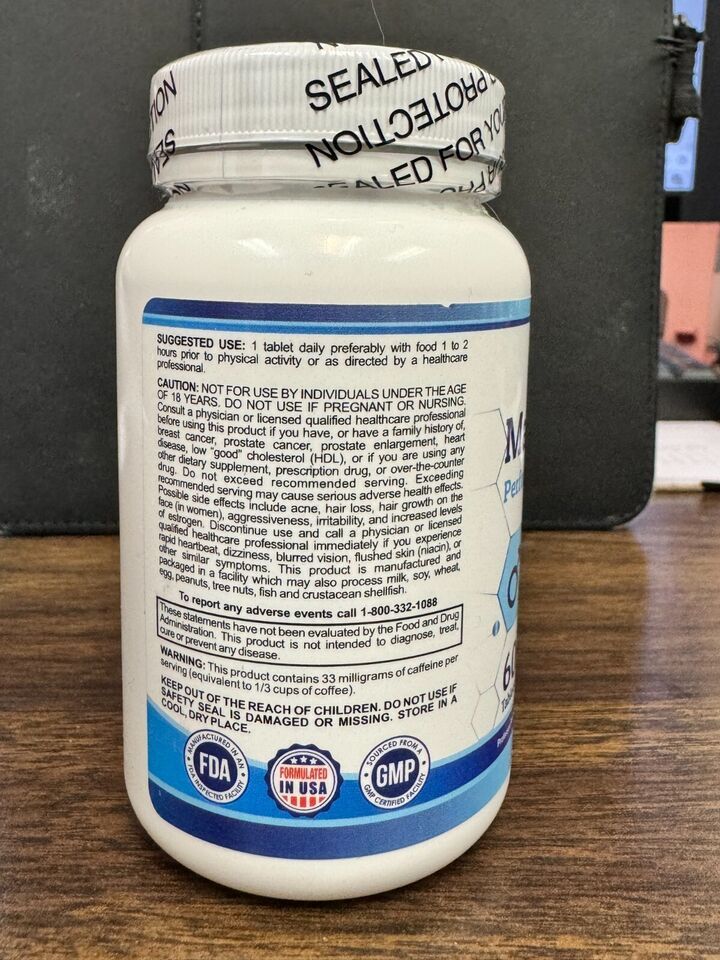 SEALED
PROTECTION
SEALED FOR YOU
SUGGESTED USE: 1 tablet daily preferably with food 1 to 2
hours prior to physical activity or as directed by a healthcare
professional.
CAUTION: NOT FOR USE BY INDIVIDUALS UNDER THE AGE
OF 18 YEARS. DO NOT USE IF PREGNANT OR NURSING.
Consult a physician or licensed qualified healthcare professional
before using this product if you have, or have a family history of,
breast cancer, prostate cancer, prostate enlargement, heart
disease, low "good" cholesterol (HDL), or if you are using any
other dietary supplement, prescription drug, or over-the-counter
drug. Do not exceed recommended serving. Exceeding
recommended serving may cause serious adverse health effects.
Possible side effects include acne, hair loss, hair growth on the
face (in women), aggressiveness, irritability, and increased levels
of estrogen. Discontinue use and call a physician or licensed
qualified healthcare professional immediately if you experience
rapid heartbeat, dizziness, blurred vision, flushed skin (niacin), or
other similar symptoms. This product is manufactured and
packaged in a facility which may also process milk, soy, wheat,
egg, peanuts, tree nuts, fish and crustacean shellfish.
To report any adverse events call 1-800-332-1088
These statements have not been evaluated by the Food and Drug
Administration. This product is not intended to diagnose, treat,
cure or prevent any disease.
WARNING: This product contains 33 milligrams of caffeine per
serving (equivalent to 1/3 cups of coffee).
KEEP OUT OF THE REACH OF CHILDREN. DO NOT USE IF
SAFETY SEAL IS DAMAGED OR MISSING. STORE IN A
COOL, DRY PLACE.
MANUFACTURED IN AN
FDA
FDA INSPECTED FACILITY
FORMULATED
IN USA
SOURCED FROM A
GMP
GMP CERTIFIED FACILITY